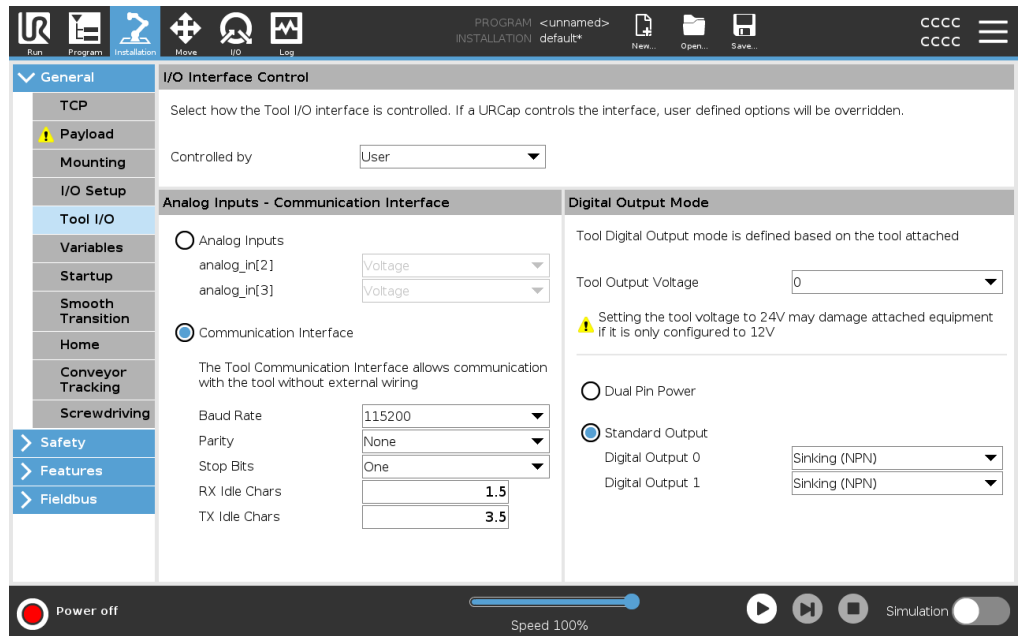 PROGRAM <unnamed>
INSTALLATION default*
CCCC
CCCC
Run
Program
Installation
Move
I/O
Log
New...
Open...
Save...
General
TCP
Payload
Mounting
I/O Setup
Tool I/O
Variables
Startup
Smooth
Transition
Home
Conveyor
Tracking
Screwdriving
Safety
Features
Fieldbus
I/O Interface Control
Select how the Tool I/O interface is controlled. If a URCap controls the interface, user defined options will be overridden.
Controlled by User
Analog Inputs - Communication Interface
Analog Inputs
analog_in[2] Voltage
analog_in[3] Voltage
Communication Interface
The Tool Communication Interface allows communication
with the tool without external wiring
Baud Rate 115200
Parity None
Stop Bits One
RX Idle Chars 1.5
TX Idle Chars 3.5
Digital Output Mode
Tool Digital Output mode is defined based on the tool attached
Tool Output Voltage 0
Setting the tool voltage to 24V may damage attached equipment
if it is only configured to 12V
Dual Pin Power
Standard Output
Digital Output 0 Sinking (NPN)
Digital Output 1 Sinking (NPN)
Power off
Speed 100%
Simulation